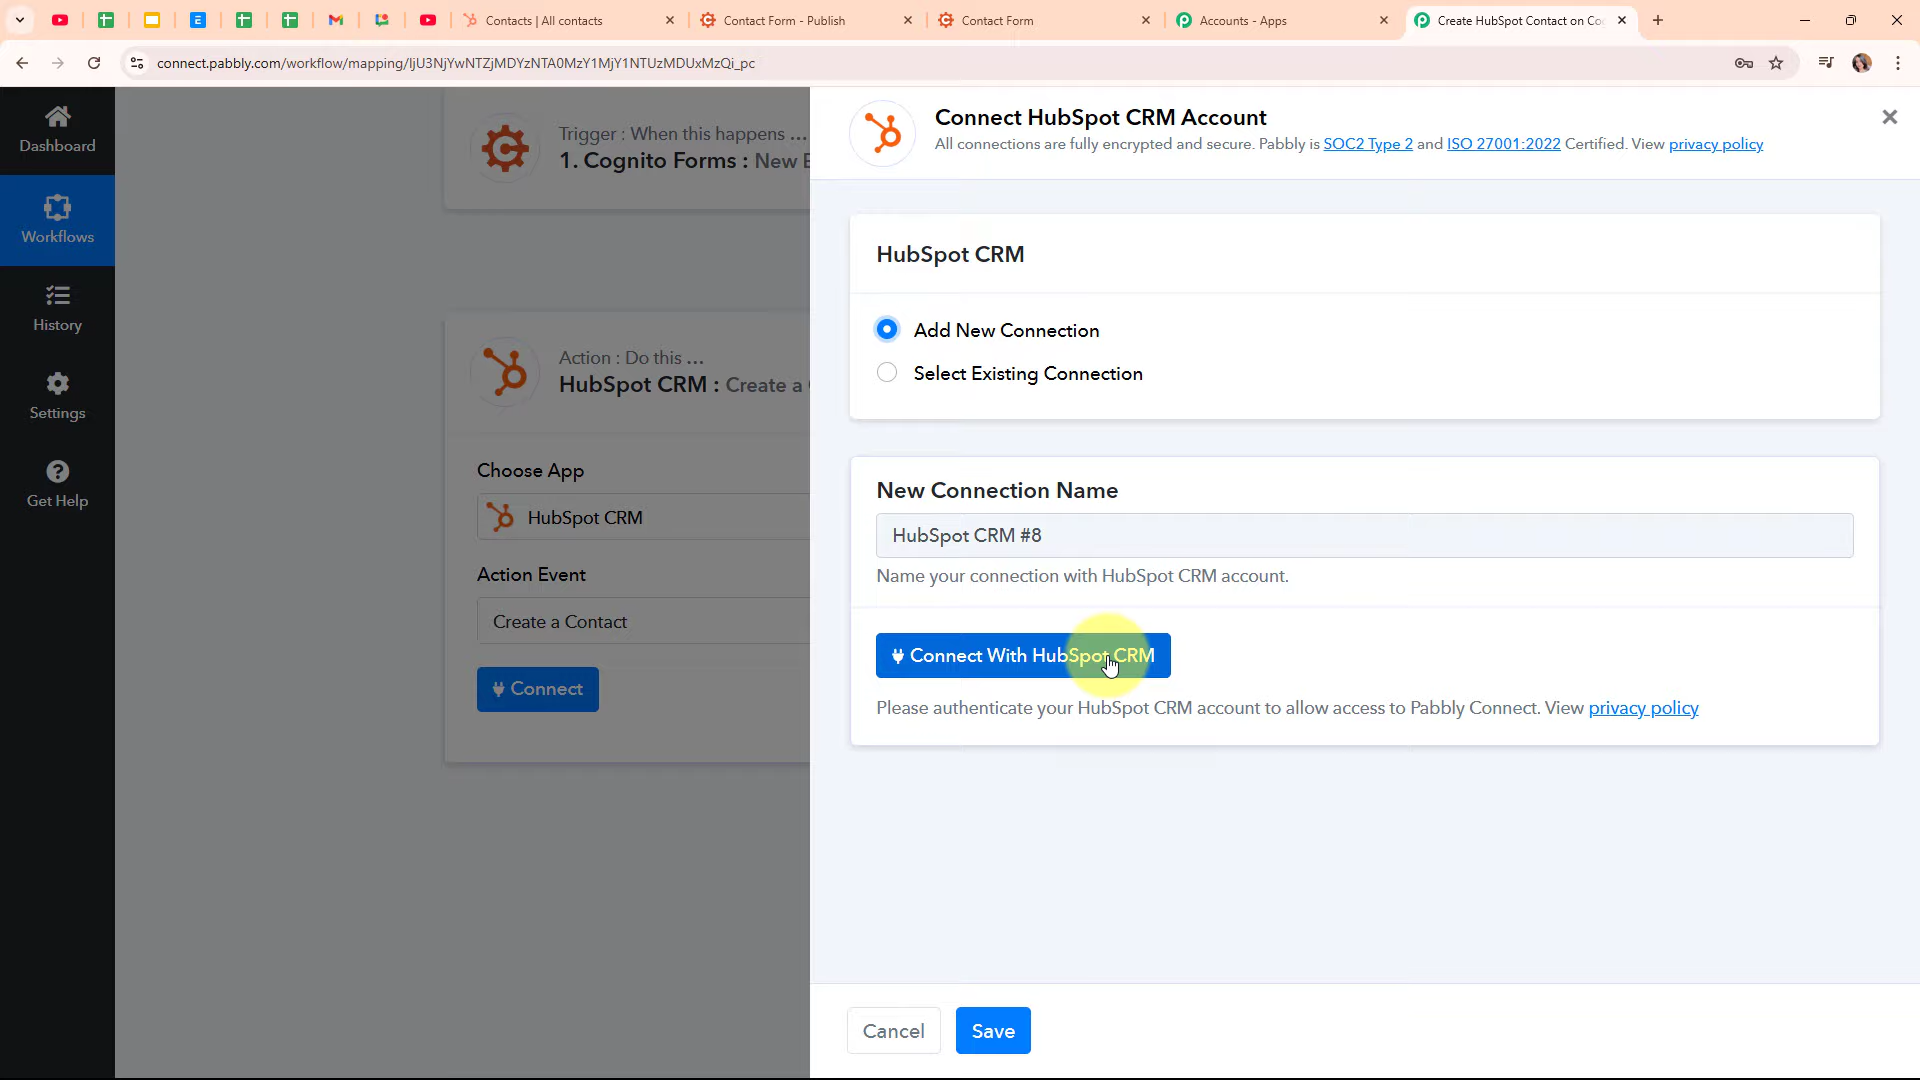 Contacts | All contacts
Contact Form - Publish
Contact Form
Accounts - Apps
Create HubSpot Contact on Co
connect.pabbly.com/workflow/mapping/IjU3NjYwNTZjMDYzNTA0MzY1MjY1NTUzMDUxMzQi_pc
Dashboard
Workflows
History
Settings
Get Help
Trigger : When this happens ...
1. Cognito Forms : New E
Action : Do this ...
HubSpot CRM : Create a
Choose App
HubSpot CRM
Action Event
Create a Contact
Connect
Connect HubSpot CRM Account
All connections are fully encrypted and secure. Pabbly is SOC2 Type 2 and ISO 27001:2022 Certified. View privacy policy
HubSpot CRM
Add New Connection
Select Existing Connection
New Connection Name
HubSpot CRM #8
Name your connection with HubSpot CRM account.
Connect With HubSpot CRM
Please authenticate your HubSpot CRM account to allow access to Pabbly Connect. View privacy policy
Cancel
Save